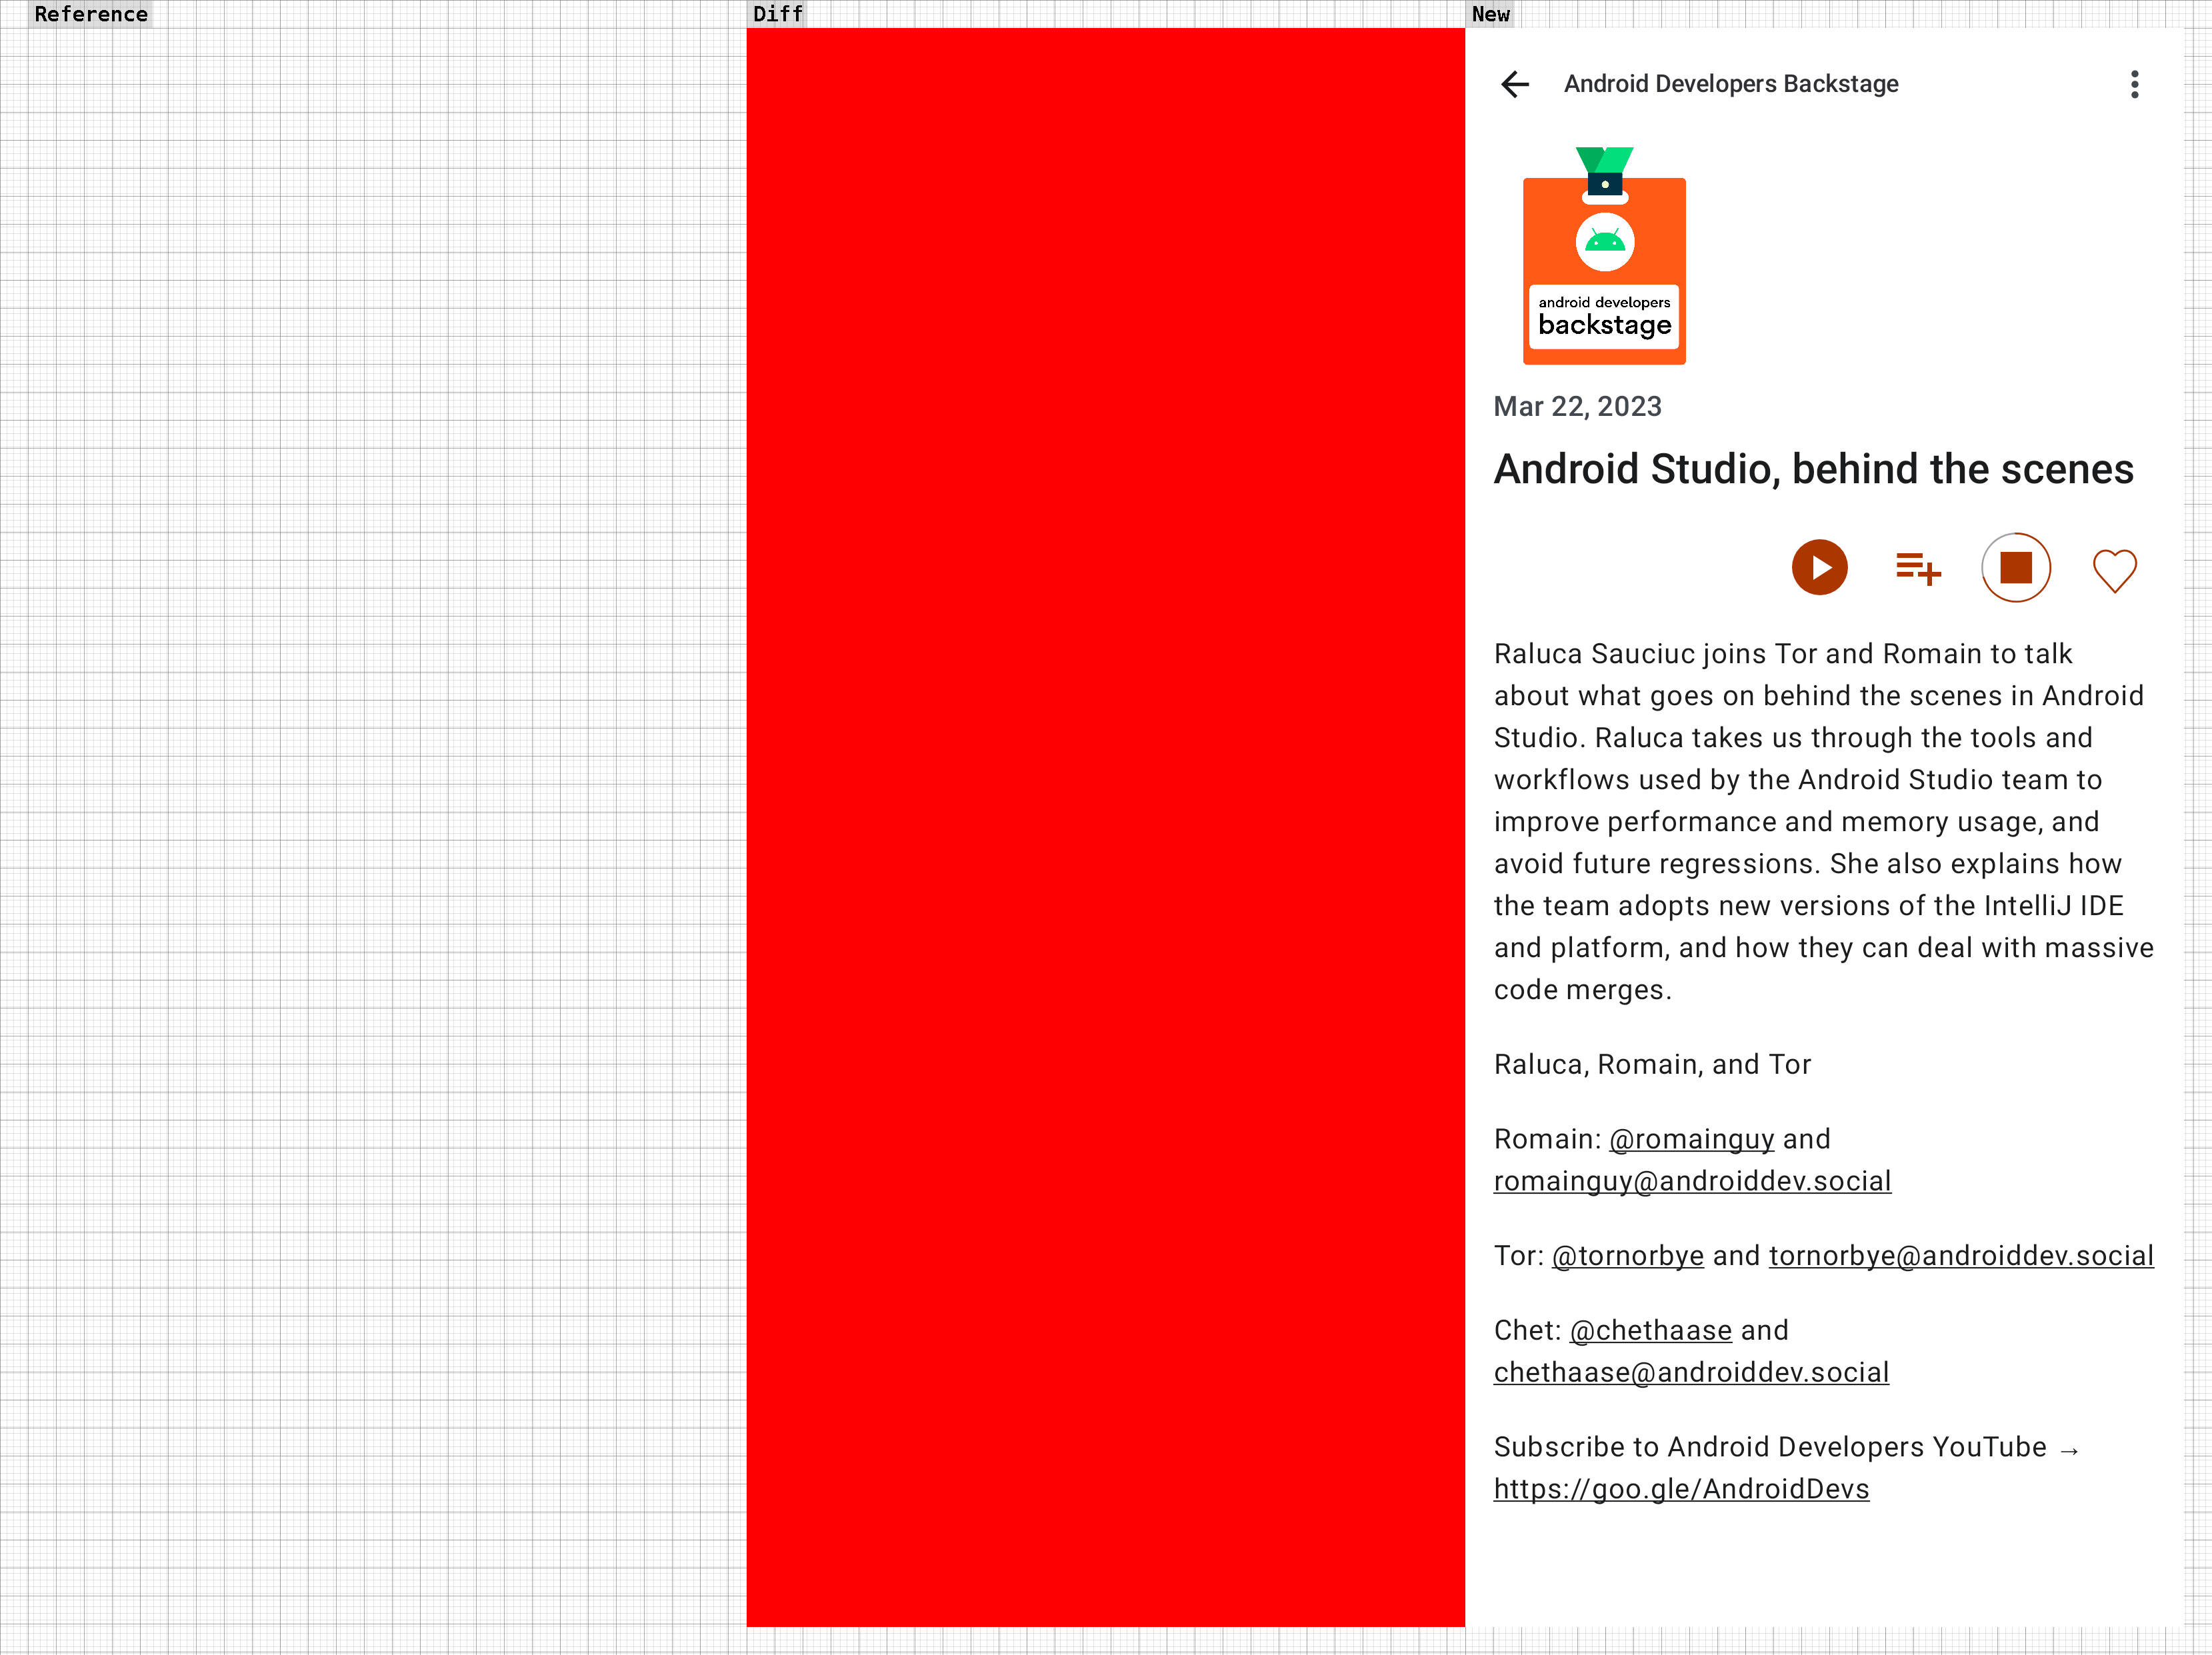 Reference
Diff
New
Android Developers Backstage
android developers
backstage
Mar 22, 2023
Android Studio, behind the scenes
Raluca Sauciuc joins Tor and Romain to talk
about what goes on behind the scenes in Android
Studio. Raluca takes us through the tools and
workflows used by the Android Studio team to
improve performance and memory usage, and
avoid future regressions. She also explains how
the team adopts new versions of the IntelliJ IDE
and platform, and how they can deal with massive
code merges.
Raluca, Romain, and Tor
Romain: @romainguy and
romainguy@androiddev.social
Tor: @tornorbye and tornorbye@androiddev.social
Chet: @chethaase and
chethaase@androiddev.social
Subscribe to Android Developers YouTube →
https://goo.gle/AndroidDevs